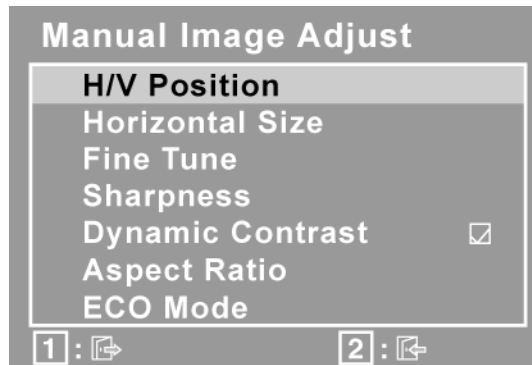 Manual Image Adjust
H/V Position
Horizontal Size
Fine Tune
Sharpness
Dynamic Contrast
Aspect Ratio
ECO Mode
1 : 2 :